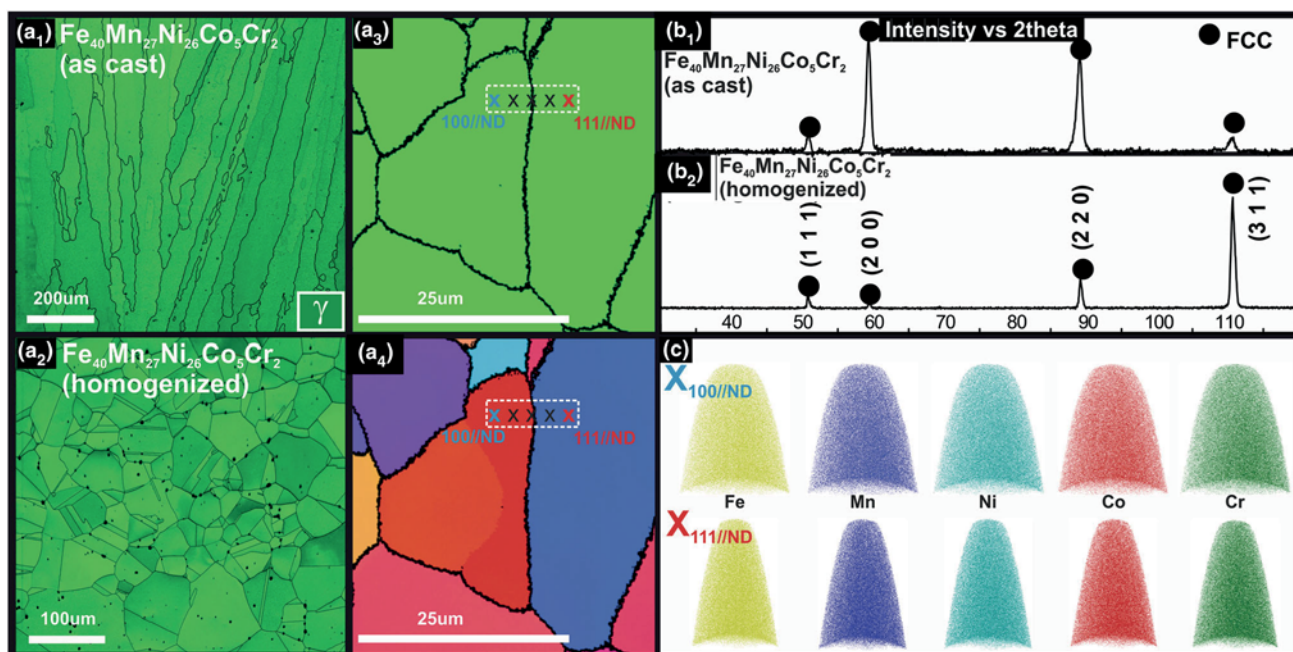 (a₁) Fe₄₀Mn₂₇Ni₂₆Co₅Cr₂
(as cast)
200um
γ
(a₂) Fe₄₀Mn₂₇Ni₂₆Co₅Cr₂
(homogenized)
100um
(a₃)
X X X X X
100//ND 111//ND
25um
(a₄)
X X X X X
100//ND 111//ND
25um
(b₁) Intensity vs 2theta FCC
Fe₄₀Mn₂₇Ni₂₆Co₅Cr₂
(as cast)
(b₂) Fe₄₀Mn₂₇Ni₂₆Co₅Cr₂
(homogenized)
(1 1 1) (2 0 0) (2 2 0) (3 1 1)
40 50 60 70 80 90 100 110
(c)
X₁₀₀//ND
Fe Mn Ni Co Cr
X₁₁₁//ND